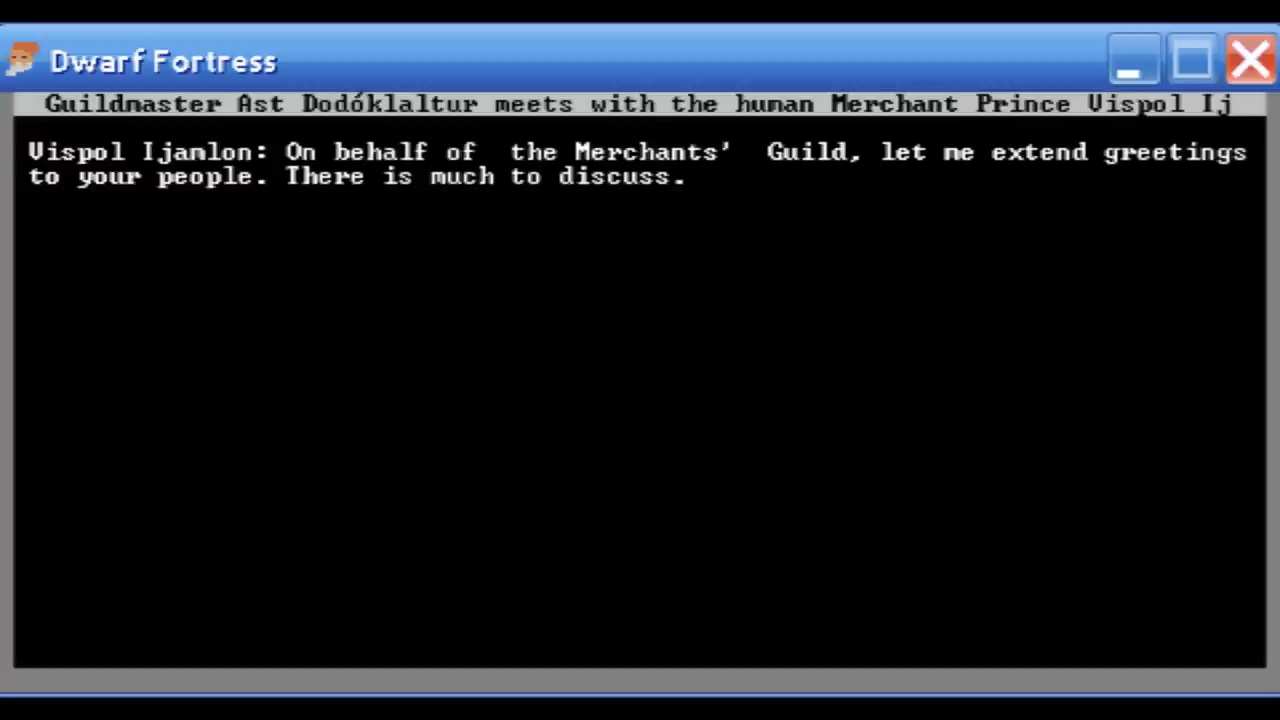 Dwarf Fortress
Guildmaster Ast Dodóklaltur meets with the human Merchant Prince Vispol Ij
Vispol Ijamlon: On behalf of  the Merchants'  Guild, let me extend greetings
to your people. There is much to discuss.